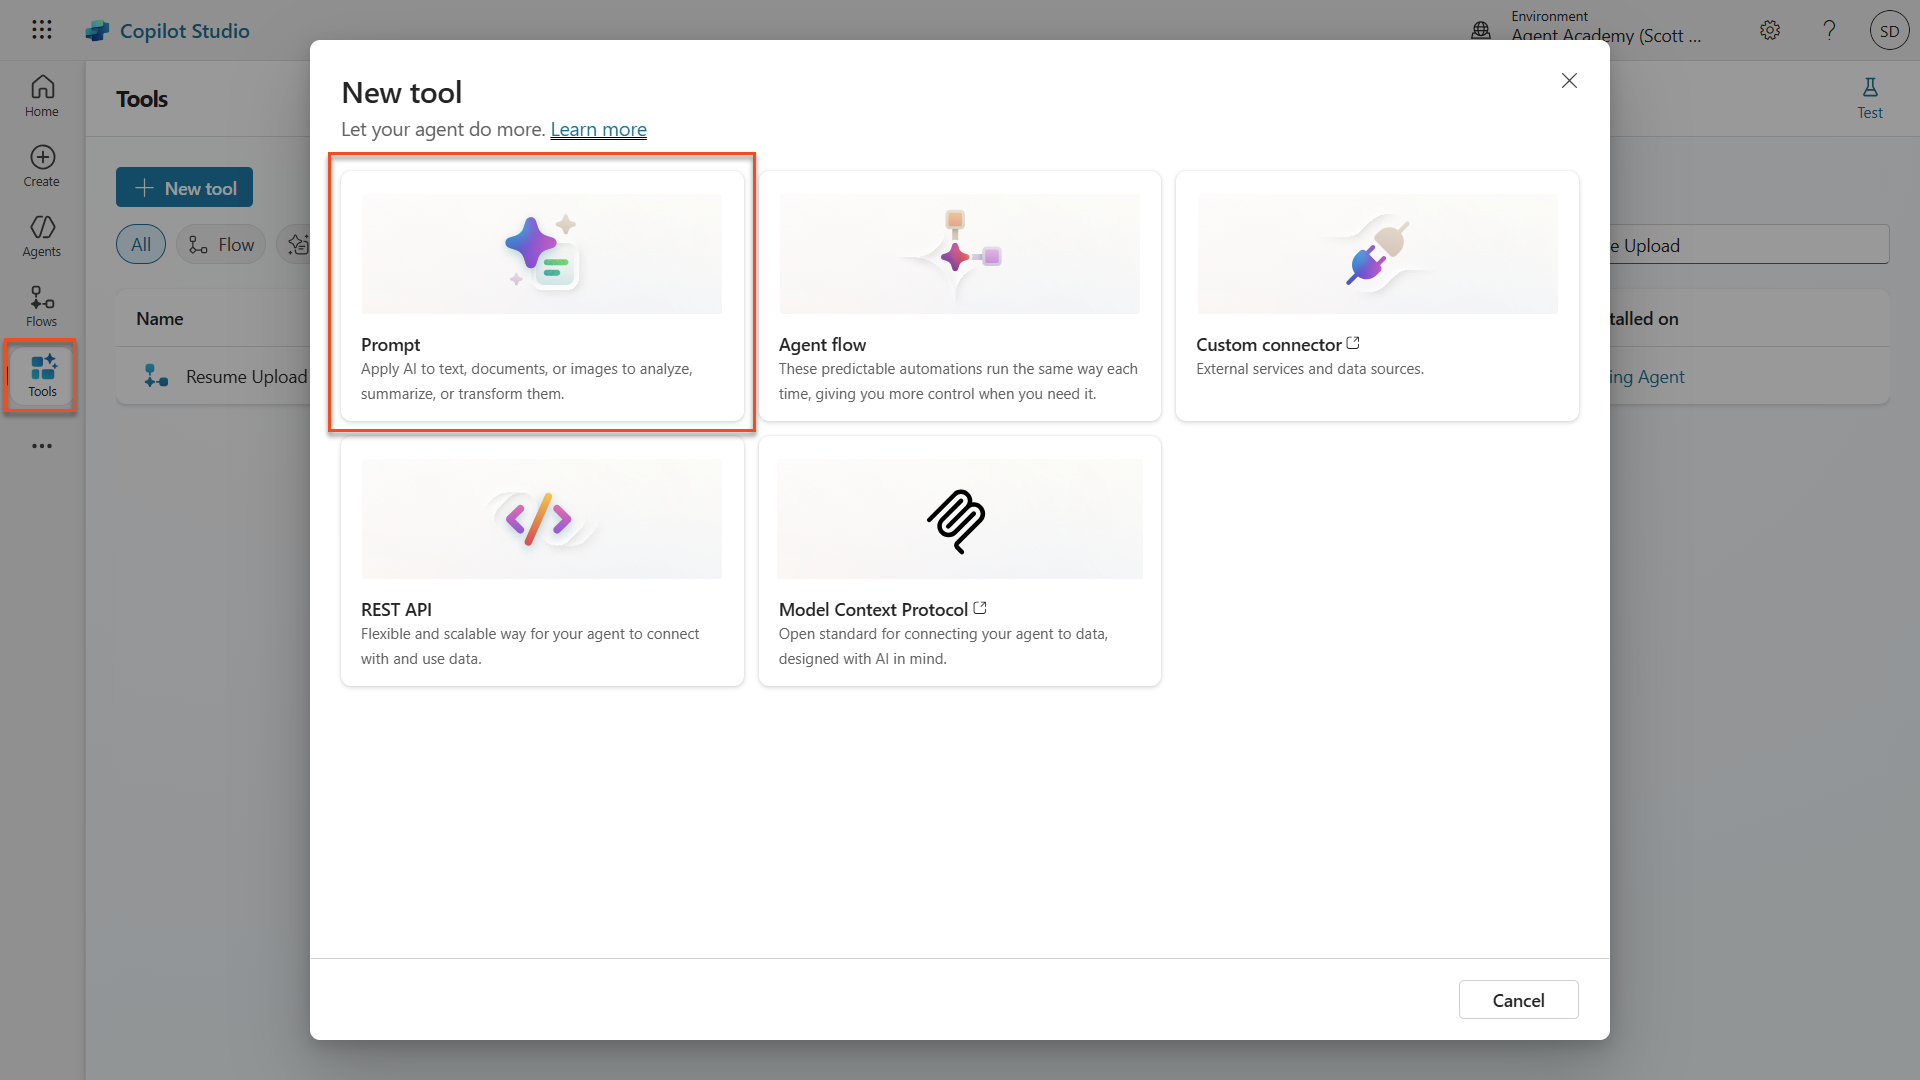 Copilot Studio
Environment
Agent Academy (Scott ...
SD
Home
Create
Agents
Flows
Tools
Tools
Test
New tool
All
Flow
e Upload
Name
talled on
Resume Upload
ing Agent
New tool
Let your agent do more. Learn more
Prompt
Apply AI to text, documents, or images to analyze,
summarize, or transform them.
Agent flow
These predictable automations run the same way each
time, giving you more control when you need it.
Custom connector
External services and data sources.
REST API
Flexible and scalable way for your agent to connect
with and use data.
Model Context Protocol
Open standard for connecting your agent to data,
designed with AI in mind.
Cancel